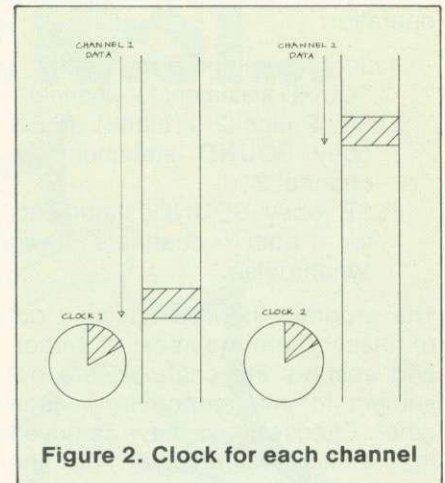 CHANNEL 1
DATA
CHANNEL 2
DATA
CLOCK 1
CLOCK 2
Figure 2. Clock for each channel